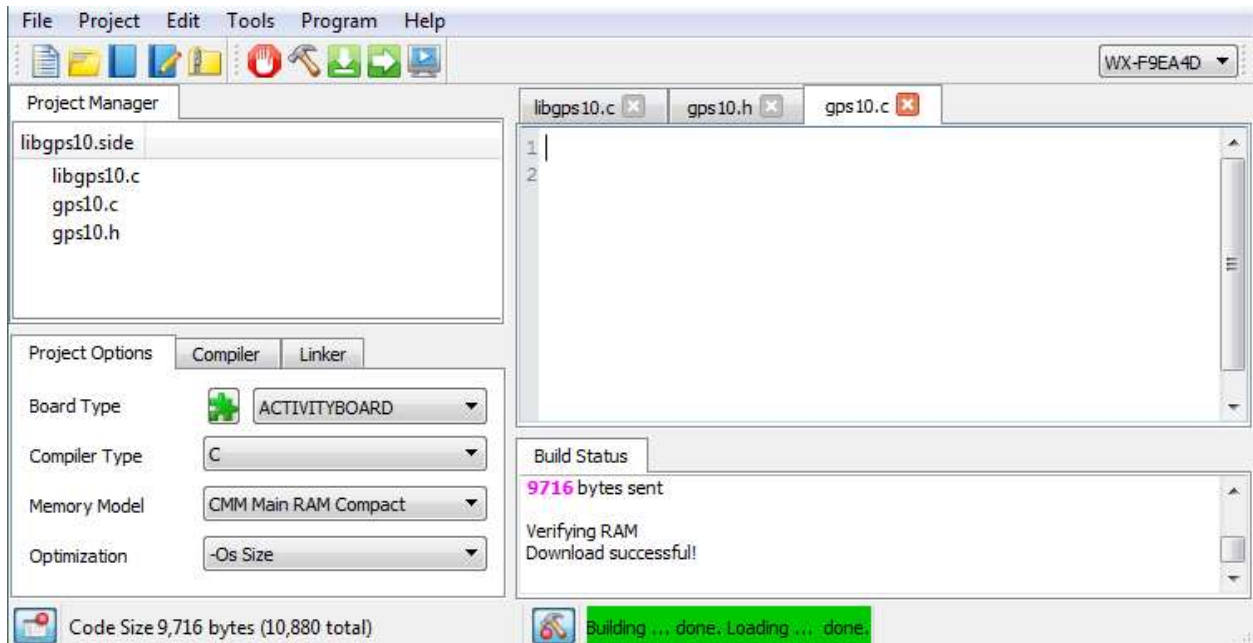 File Project Edit Tools Program Help
WX-F9EA4D
Project Manager
libgps10.side
libgps10.c
gps10.c
gps10.h
libgps10.c gps10.h gps10.c
1
2
Project Options Compiler Linker
Board Type ACTIVITYBOARD
Compiler Type C
Memory Model CMM Main RAM Compact
Optimization -Os Size
Build Status
9716 bytes sent
Verifying RAM
Download successful!
Code Size 9,716 bytes (10,880 total)
Building ... done. Loading ... done.